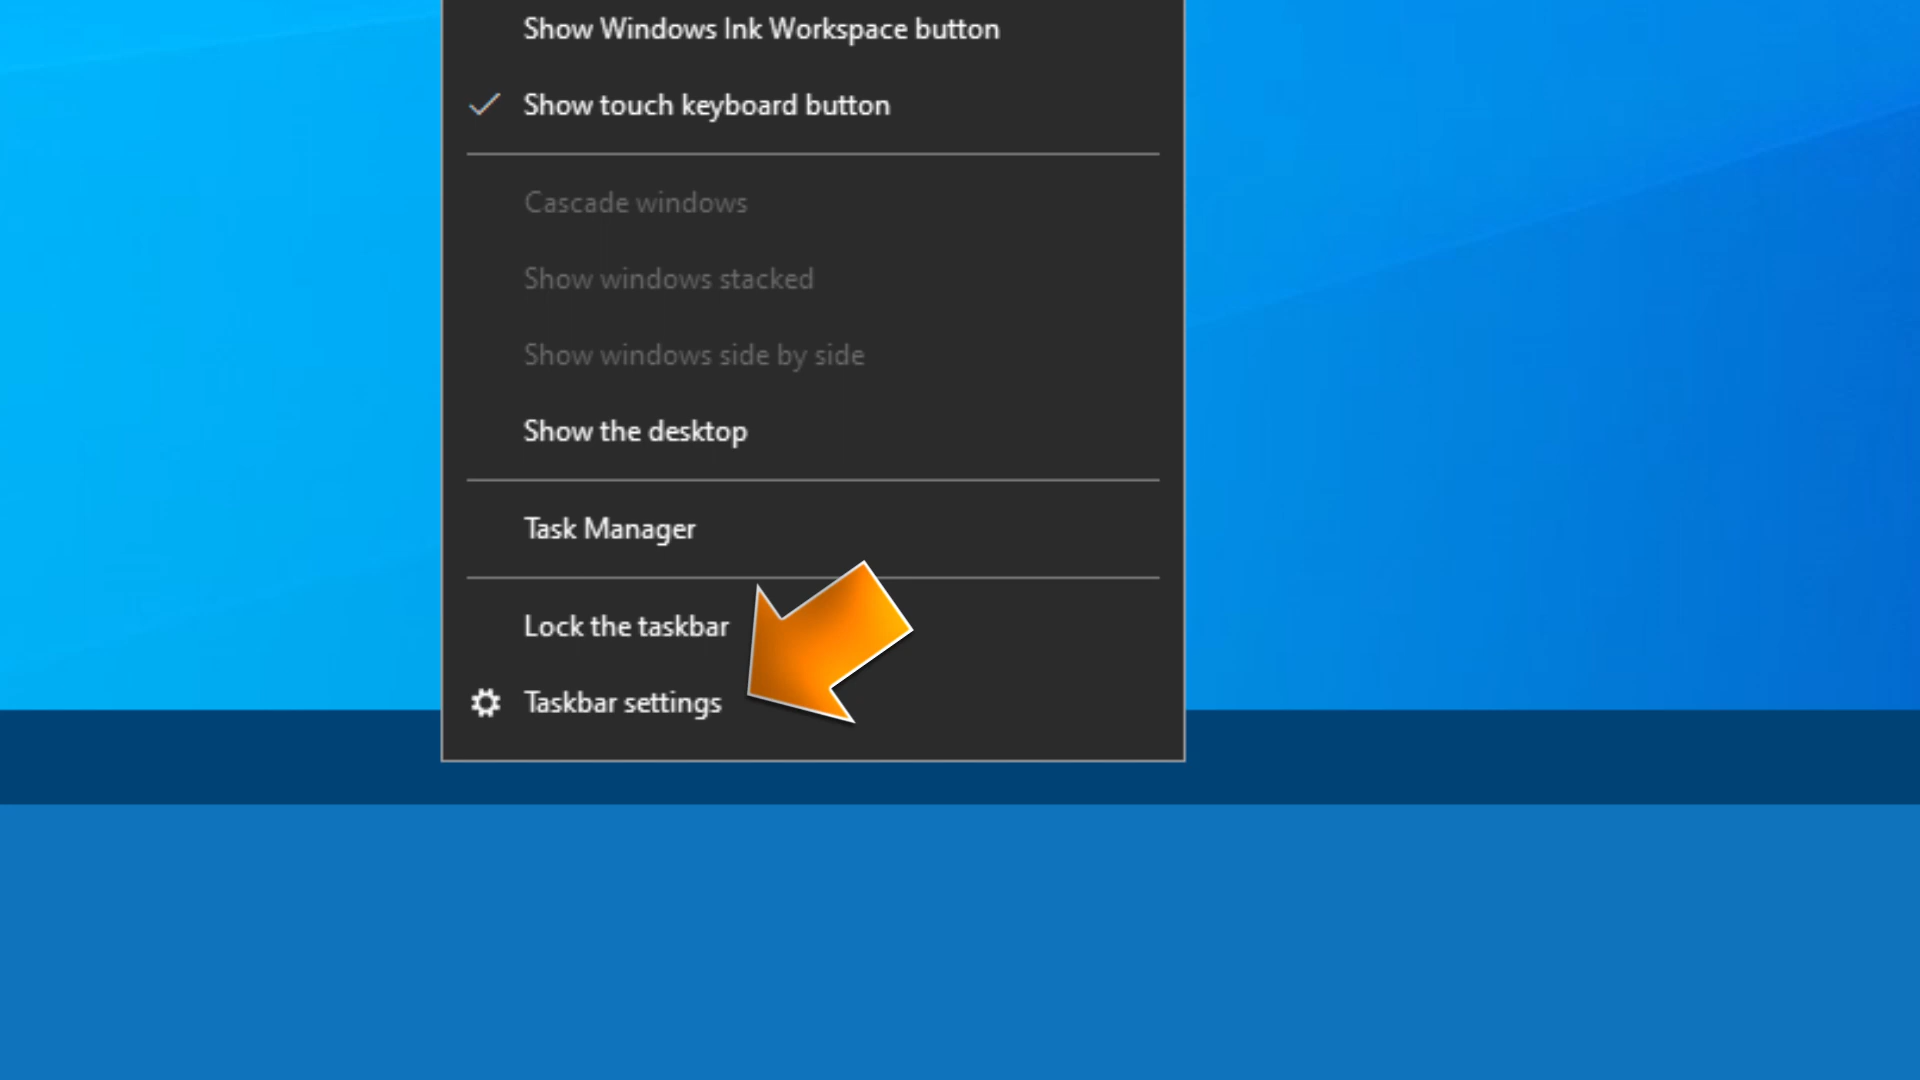 Show Windows Ink Workspace button
Show touch keyboard button
Cascade windows
Show windows stacked
Show windows side by side
Show the desktop
Task Manager
Lock the taskbar
Taskbar settings